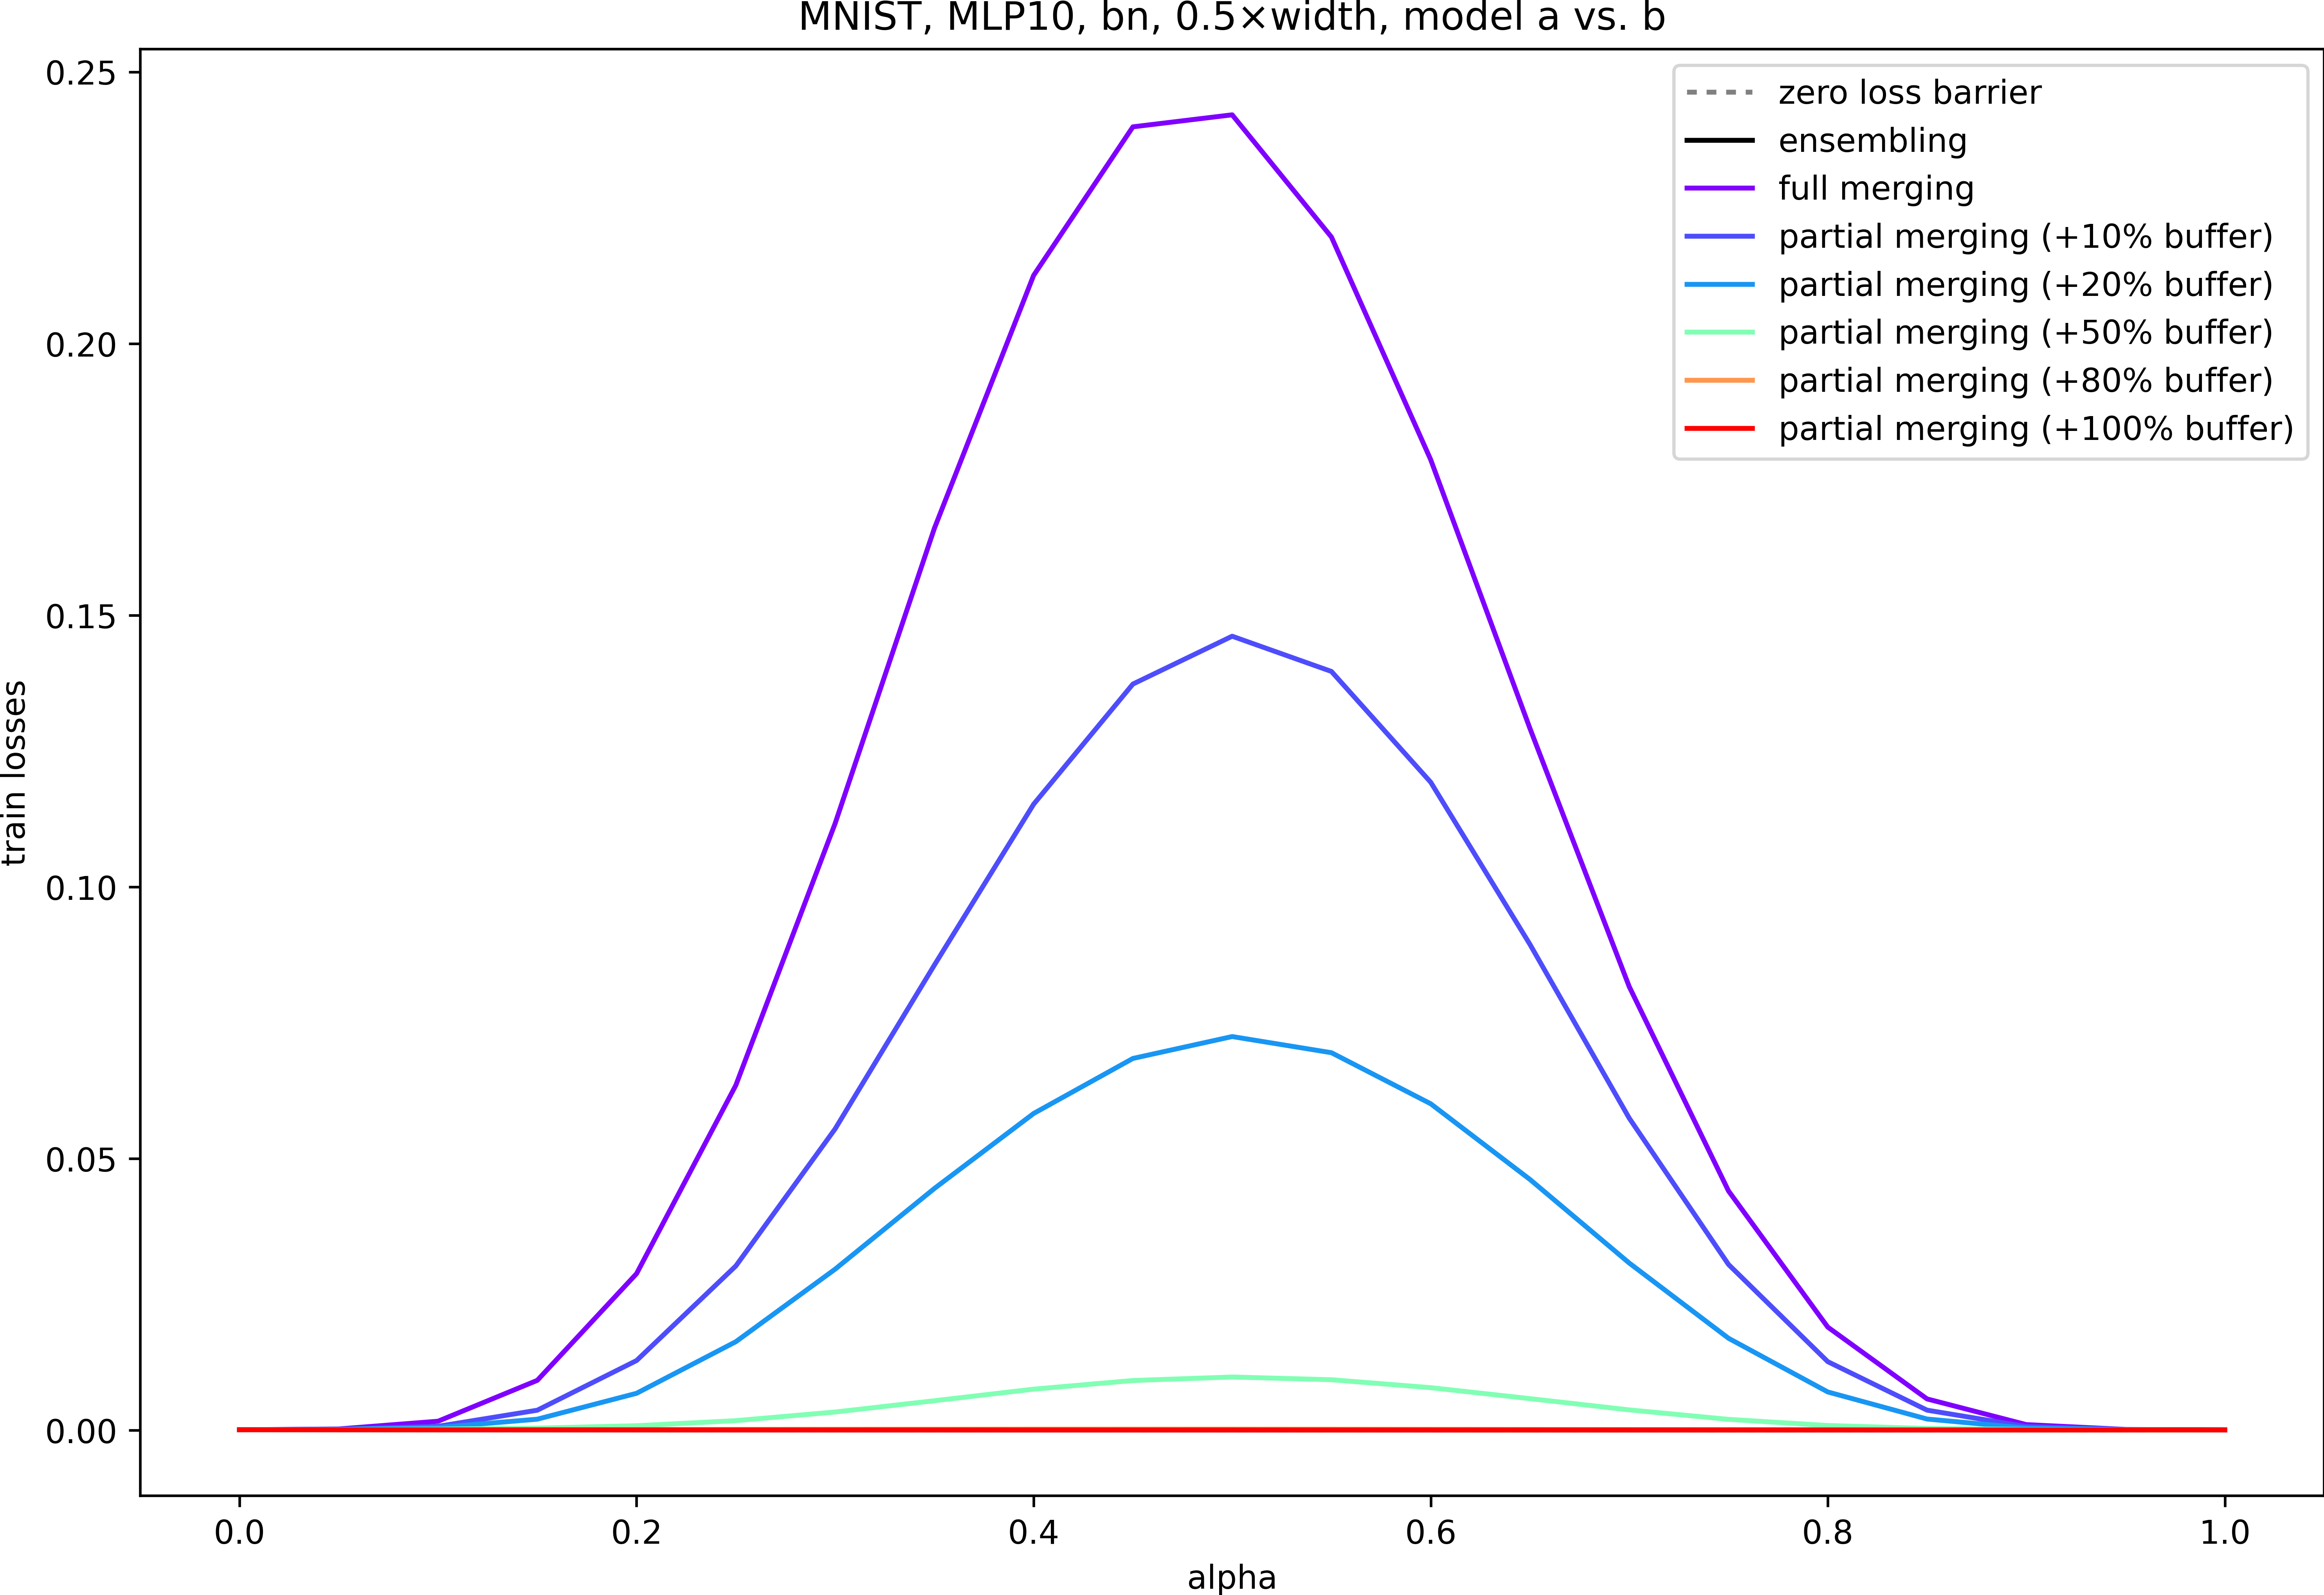 MNIST, MLP10, bn, 0.5×width, model a vs. b
zero loss barrier
ensembling
full merging
partial merging (+10% buffer)
partial merging (+20% buffer)
partial merging (+50% buffer)
partial merging (+80% buffer)
partial merging (+100% buffer)
train losses
0.25
0.20
0.15
0.10
0.05
0.00
0.0 0.2 0.4 0.6 0.8 1.0
alpha